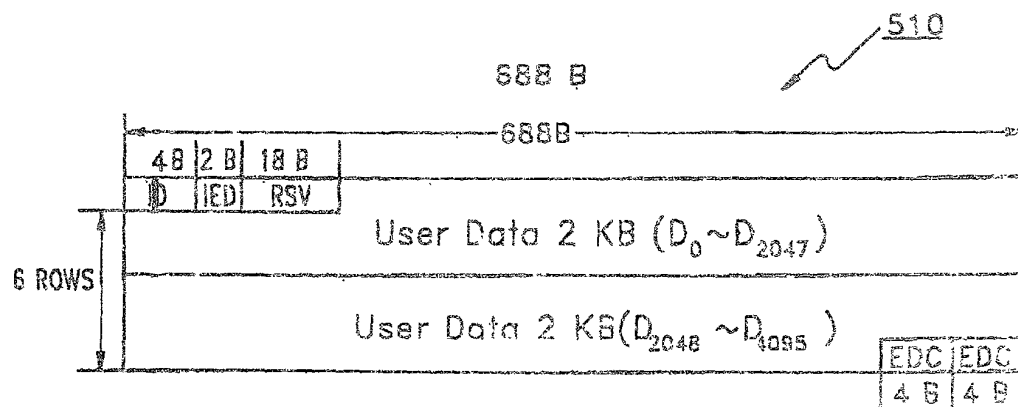 510
688 B
688B
4B 2 B 18 B
ID IED RSV
User Data 2 KB (D0~D2047)
6 ROWS
User Data 2 KB(D2048 ~D4095 )
EDC EDC
4 B 4 B